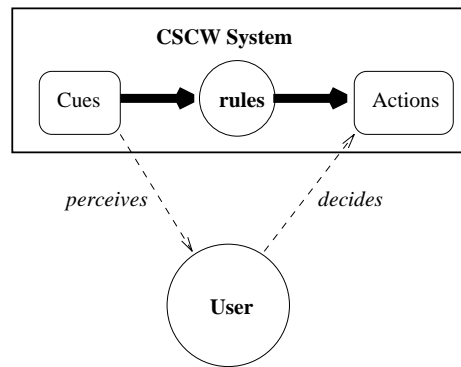 CSCW System
Cues
rules
Actions
perceives
decides
User